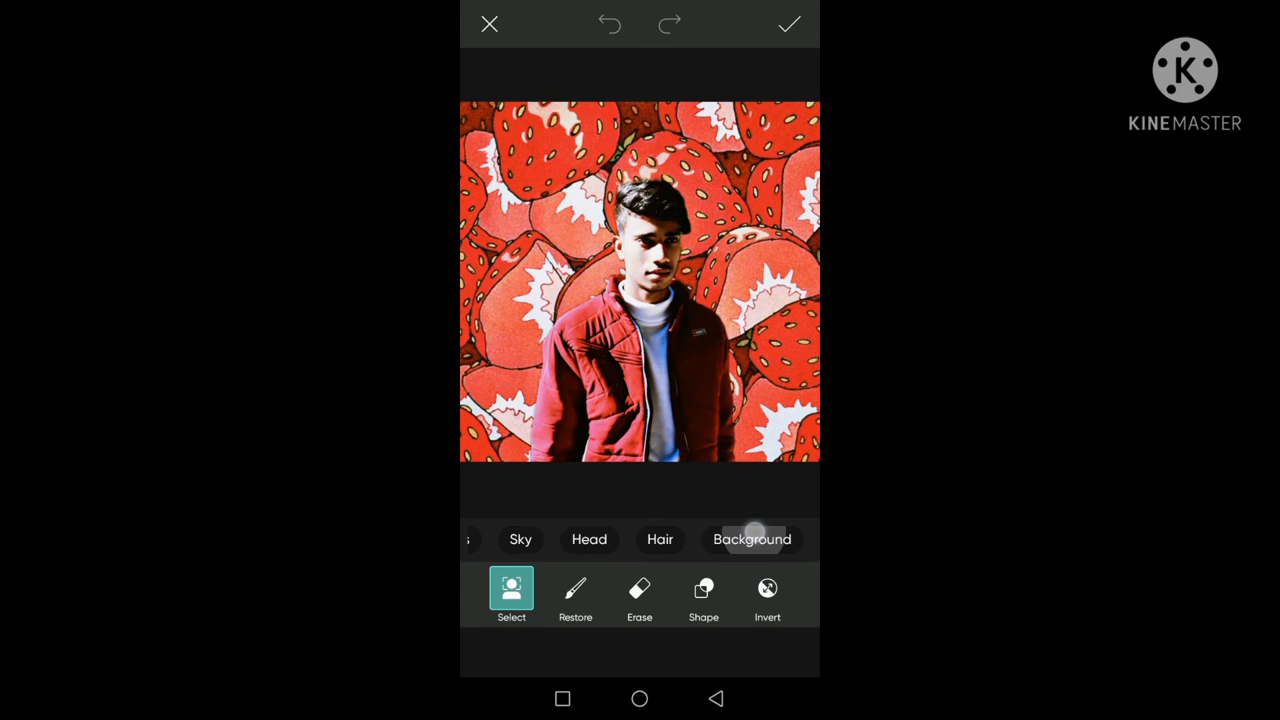 KINEMASTER
s
Sky
Head
Hair
Background
Select
Restore
Erase
Shape
Invert